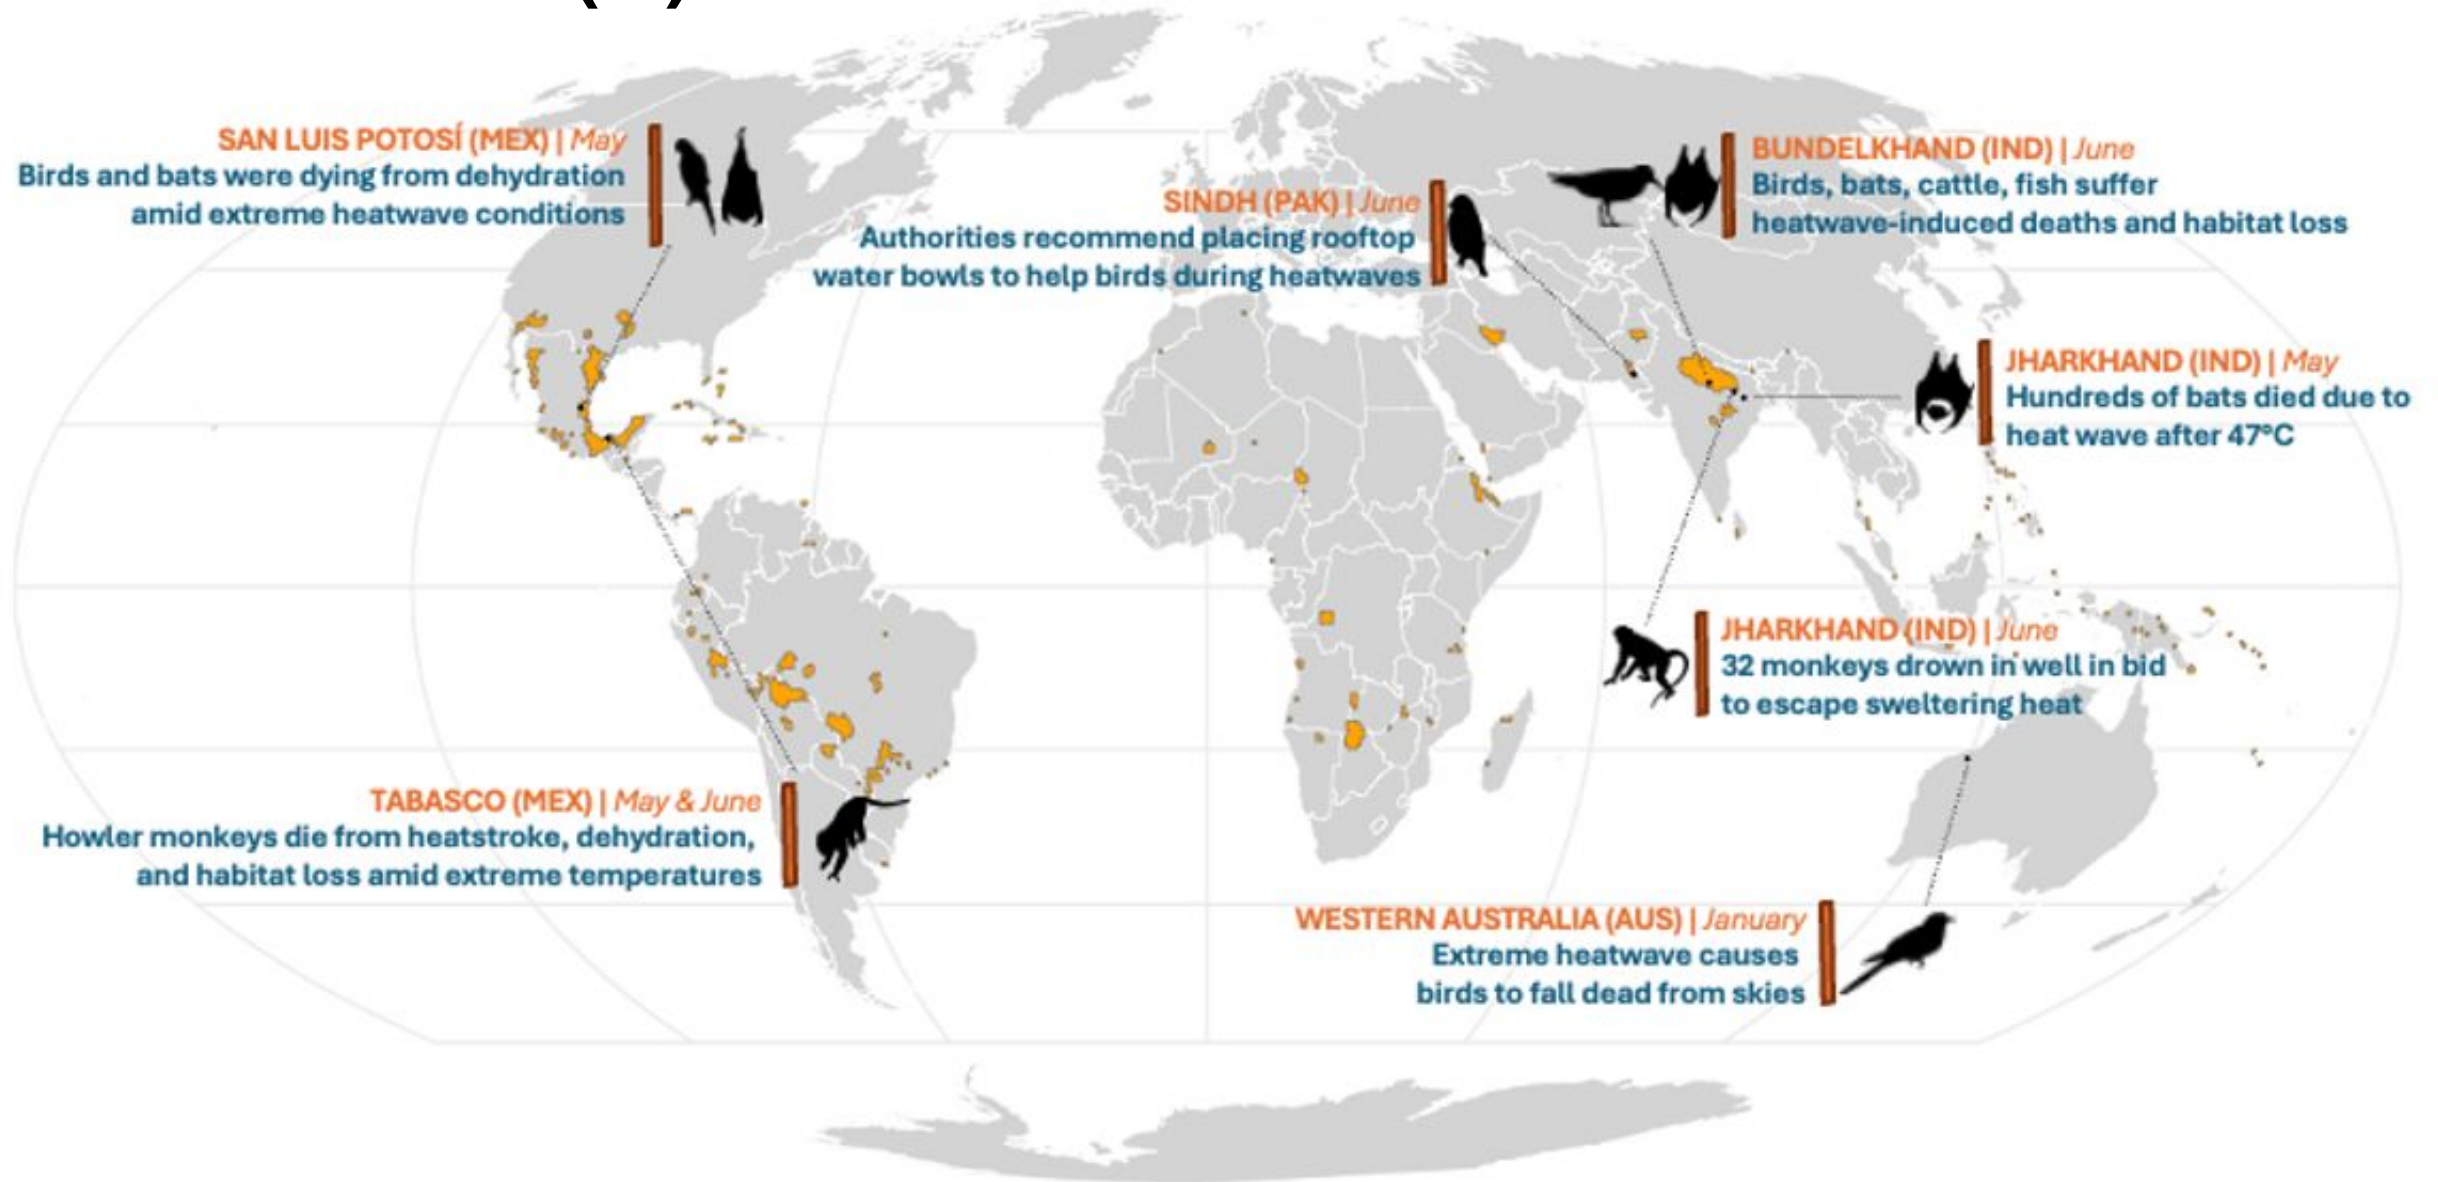 SAN LUIS POTOSÍ (MEX) | May
Birds and bats were dying from dehydration
amid extreme heatwave conditions
SINDH (PAK) | June
Authorities recommend placing rooftop
water bowls to help birds during heatwaves
BUNDELKHAND (IND) | June
Birds, bats, cattle, fish suffer
heatwave-induced deaths and habitat loss
JHARKHAND (IND) | May
Hundreds of bats died due to
heat wave after 47°C
JHARKHAND (IND) | June
32 monkeys drown in well in bid
to escape sweltering heat
TABASCO (MEX) | May & June
Howler monkeys die from heatstroke, dehydration,
and habitat loss amid extreme temperatures
WESTERN AUSTRALIA (AUS) | January
Extreme heatwave causes
birds to fall dead from skies